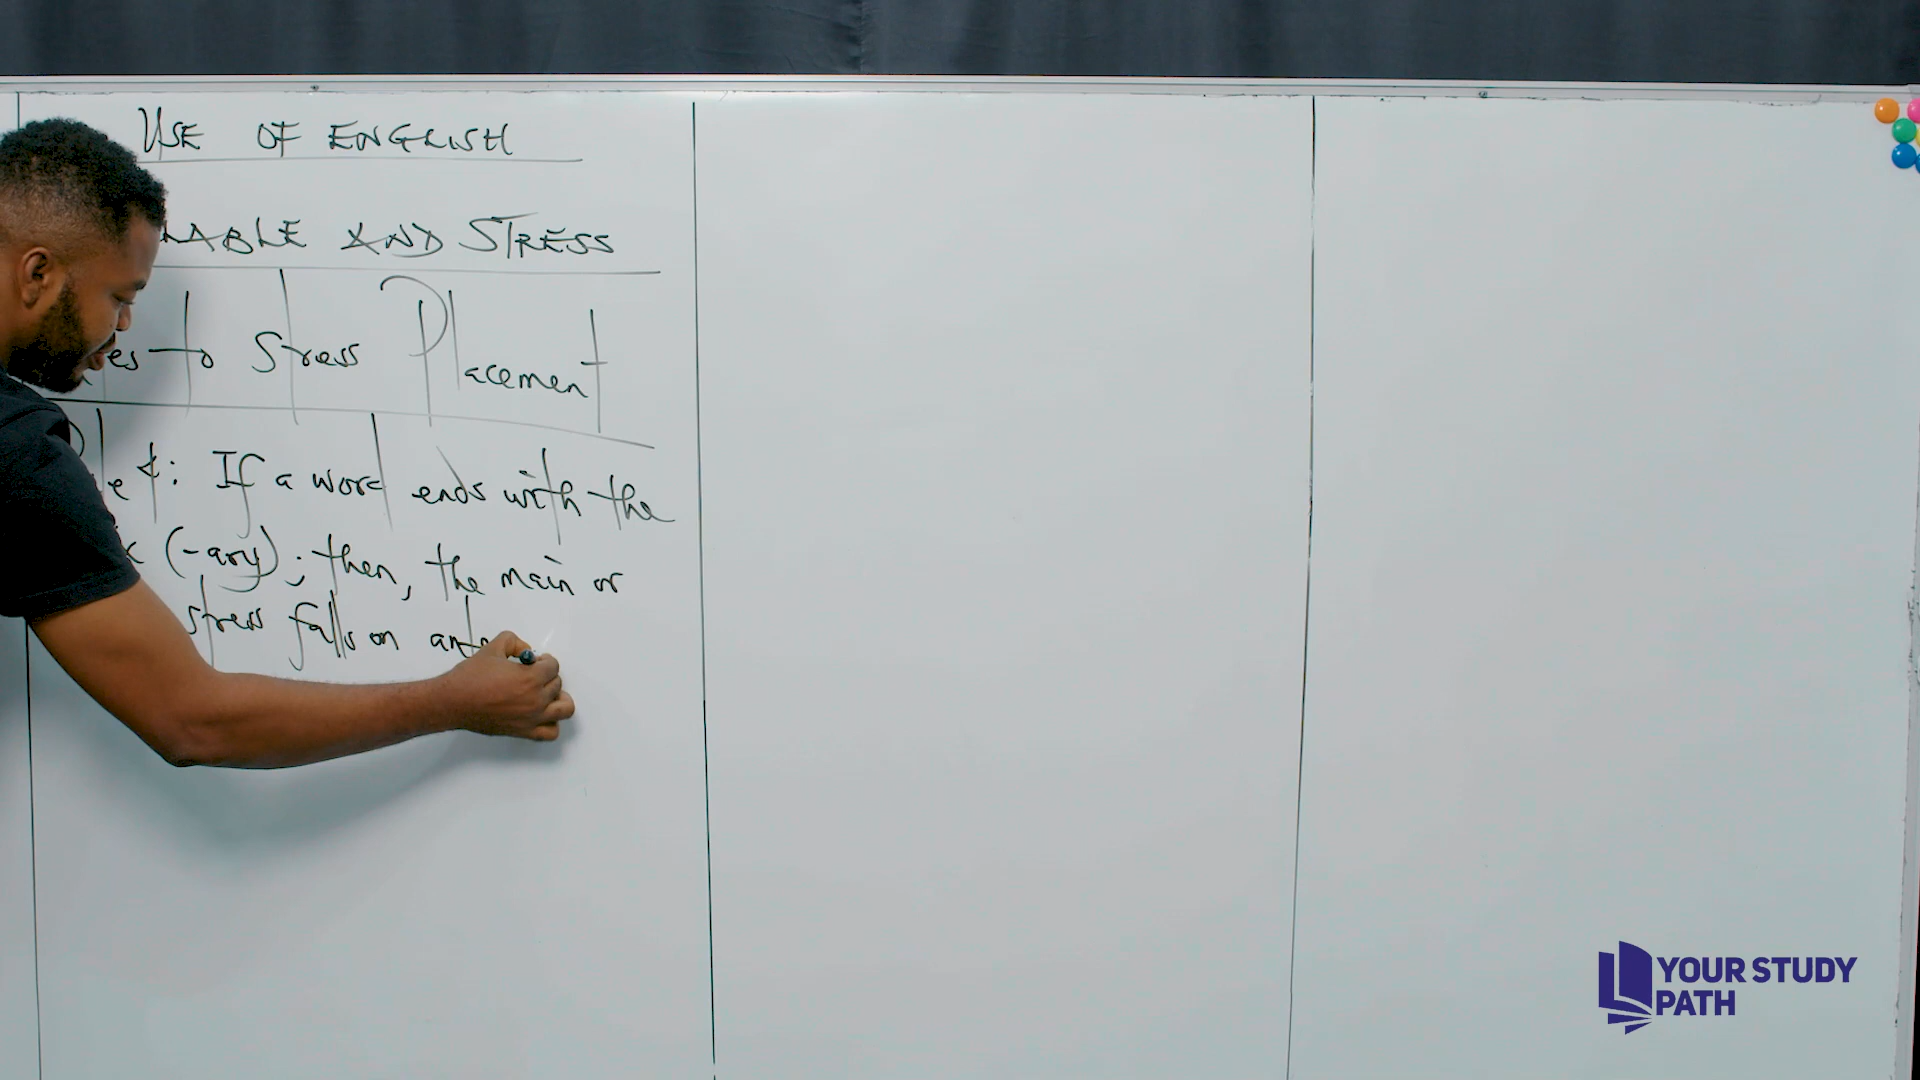 USE OF ENGLISH
AND STRESS
to Stress Placement
If a word ends with the
(-ary); then, the main or
stress falls on
YOUR STUDY
PATH